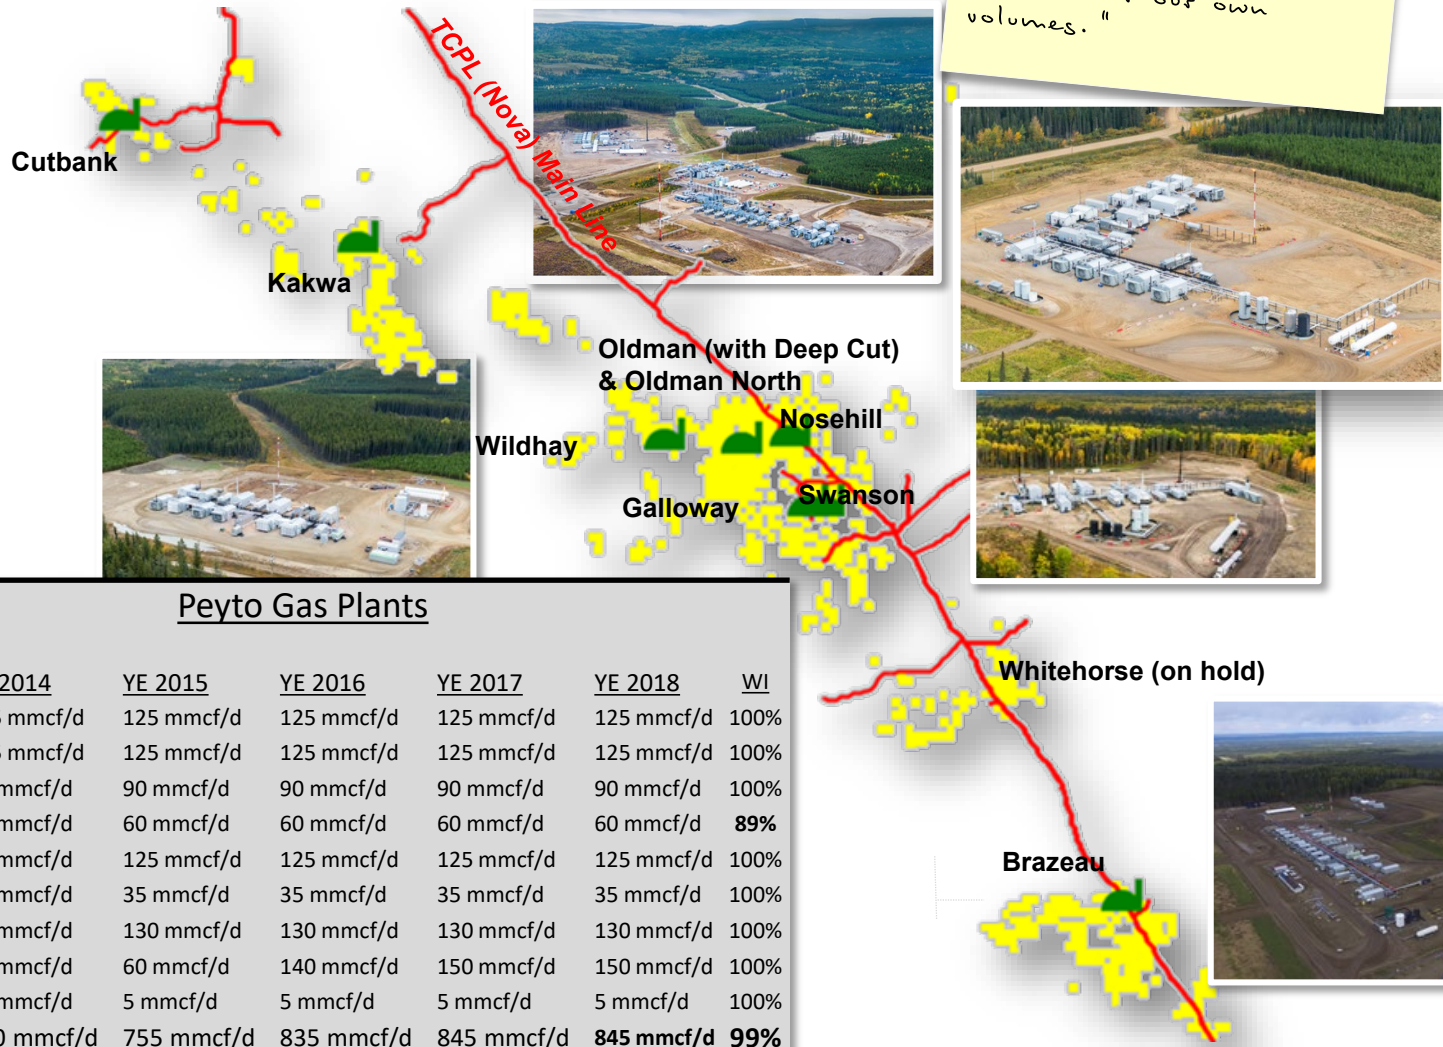 own
volumes."
TCPL (Nova) Main Line
Cutbank
Kakwa
Oldman (with Deep Cut)
& Oldman North
Nosehill
Wildhay
Swanson
Galloway
Whitehorse (on hold)
Brazeau
Peyto Gas Plants
2014 YE 2015 YE 2016 YE 2017 YE 2018 WI
mmcf/d 125 mmcf/d 125 mmcf/d 125 mmcf/d 125 mmcf/d 100%
mmcf/d 125 mmcf/d 125 mmcf/d 125 mmcf/d 125 mmcf/d 100%
mmcf/d 90 mmcf/d 90 mmcf/d 90 mmcf/d 90 mmcf/d 100%
mmcf/d 60 mmcf/d 60 mmcf/d 60 mmcf/d 60 mmcf/d 89%
mmcf/d 125 mmcf/d 125 mmcf/d 125 mmcf/d 125 mmcf/d 100%
mmcf/d 35 mmcf/d 35 mmcf/d 35 mmcf/d 35 mmcf/d 100%
mmcf/d 130 mmcf/d 130 mmcf/d 130 mmcf/d 130 mmcf/d 100%
mmcf/d 60 mmcf/d 140 mmcf/d 150 mmcf/d 150 mmcf/d 100%
mmcf/d 5 mmcf/d 5 mmcf/d 5 mmcf/d 5 mmcf/d 100%
mmcf/d 755 mmcf/d 835 mmcf/d 845 mmcf/d 845 mmcf/d 99%